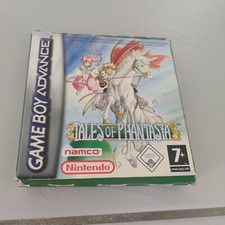 GAME BOY ADVANCE
TALES OF PHANTASIA
namco
Nintendo
7+